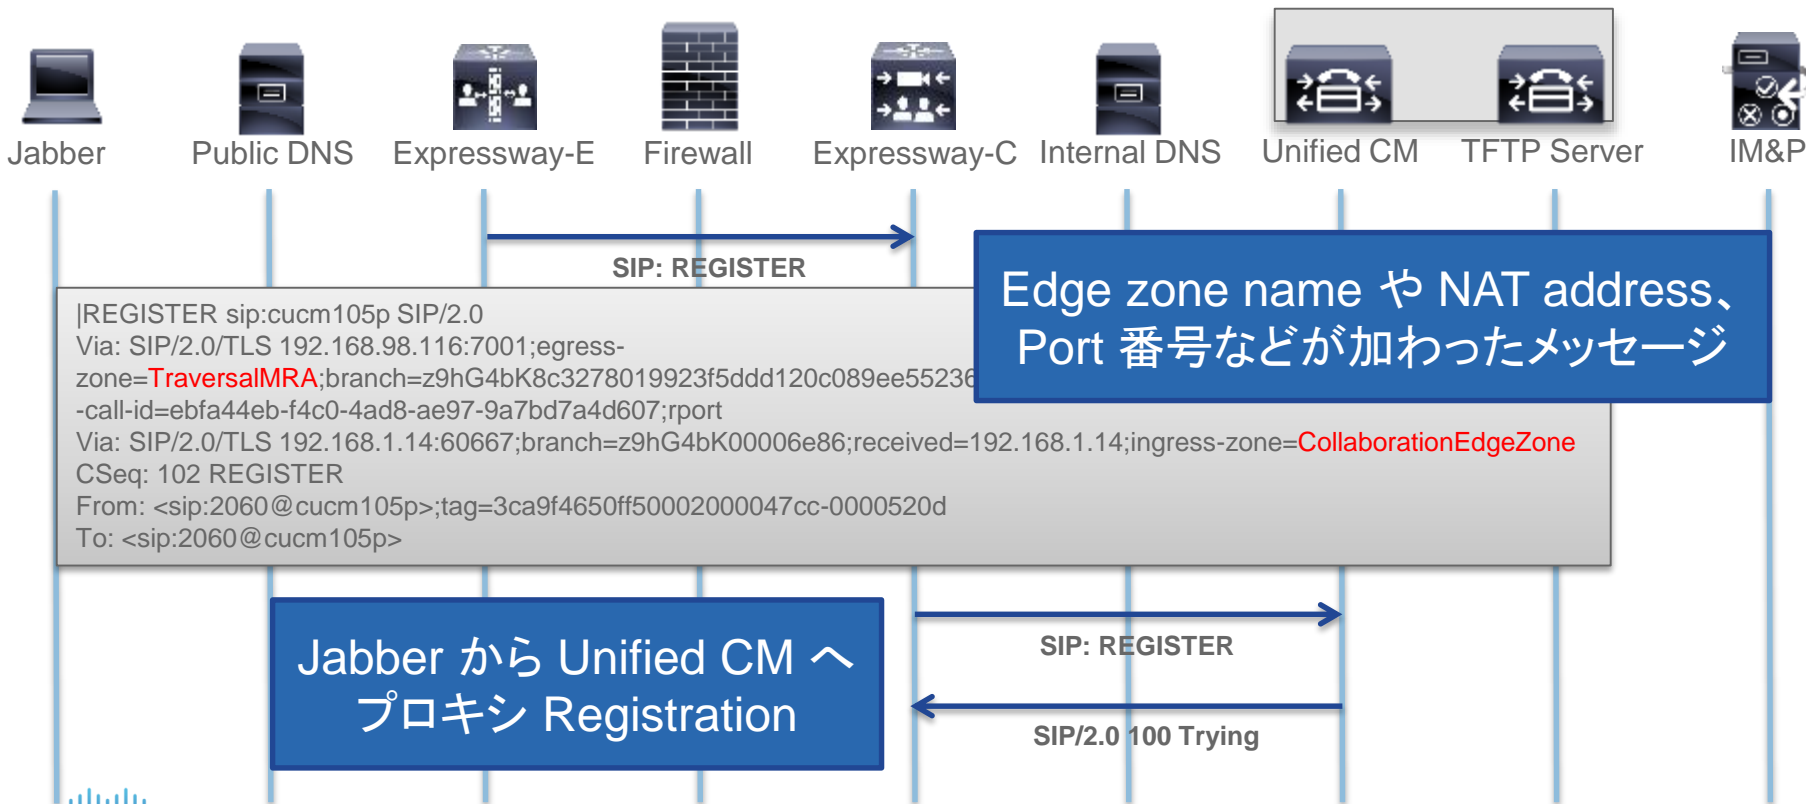 Jabber
Public DNS
Expressway-E
Firewall
Expressway-C
Internal DNS
Unified CM
TFTP Server
IM&P
SIP: REGISTER
Edge zone name や NAT address、
Port 番号などが加わったメッセージ
|REGISTER sip:cucm105p SIP/2.0
Via: SIP/2.0/TLS 192.168.98.116:7001;egress-
zone=TraversalMRA;branch=z9hG4bK8c3278019923f5ddd120c089ee55236
-call-id=ebfa44eb-f4c0-4ad8-ae97-9a7bd7a4d607;rport
Via: SIP/2.0/TLS 192.168.1.14:60667;branch=z9hG4bK00006e86;received=192.168.1.14;ingress-zone=CollaborationEdgeZone
CSeq: 102 REGISTER
From: <sip:2060@cucm105p>;tag=3ca9f4650ff50002000047cc-0000520d
To: <sip:2060@cucm105p>
Jabber から Unified CM へ
プロキシ Registration
SIP: REGISTER
SIP/2.0 100 Trying